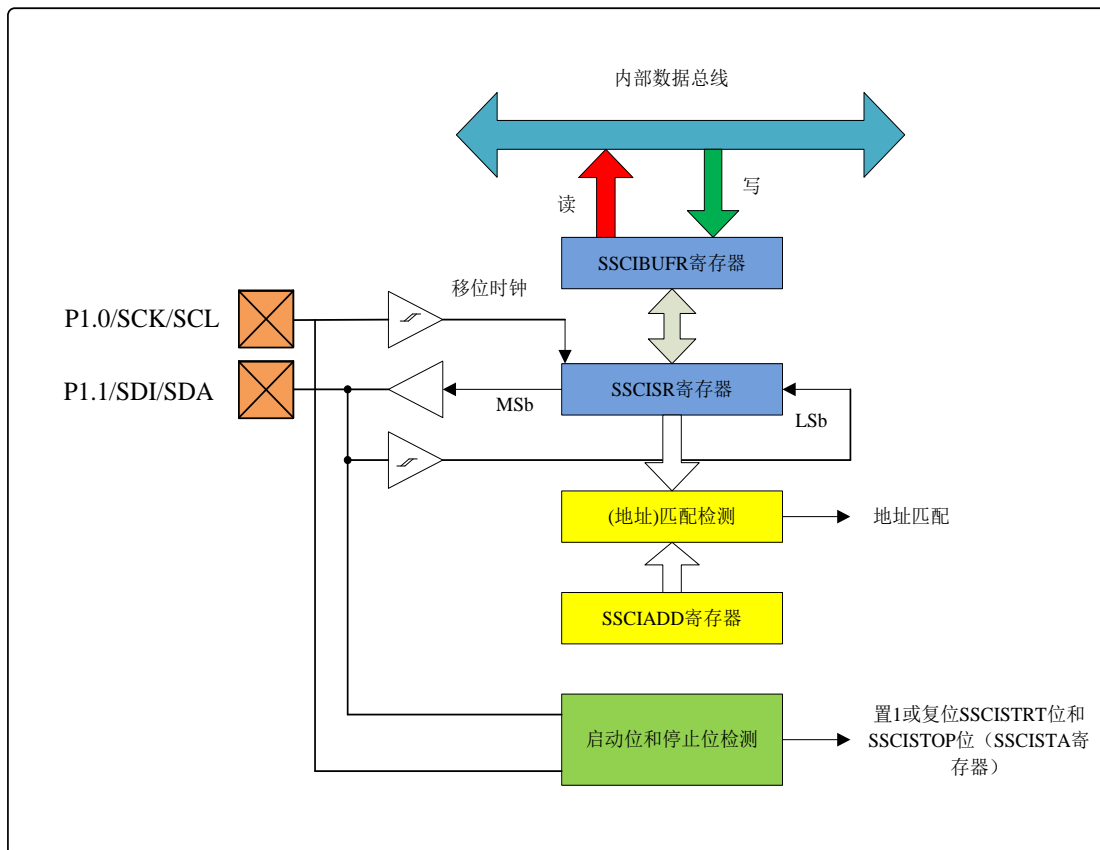 内部数据总线
读
写
SSCIBUFR寄存器
移位时钟
P1.0/SCK/SCL
P1.1/SDI/SDA
MSb
SSCISR寄存器
LSb
(地址)匹配检测
地址匹配
SSCIADD寄存器
启动位和停止位检测
置1或复位SSCISTRT位和
SSCISTOP位（SSCISTA寄
存器）